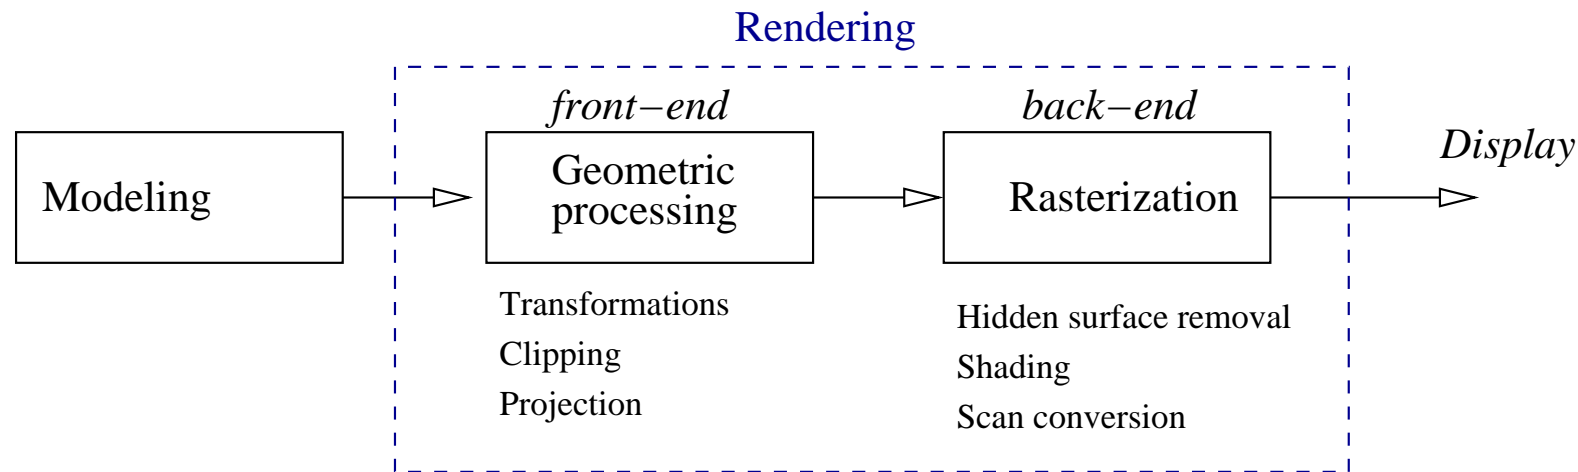 Rendering
front−end
back−end
Display
Modeling
Geometric
processing
Rasterization
Transformations
Clipping
Projection
Hidden surface removal
Shading
Scan conversion